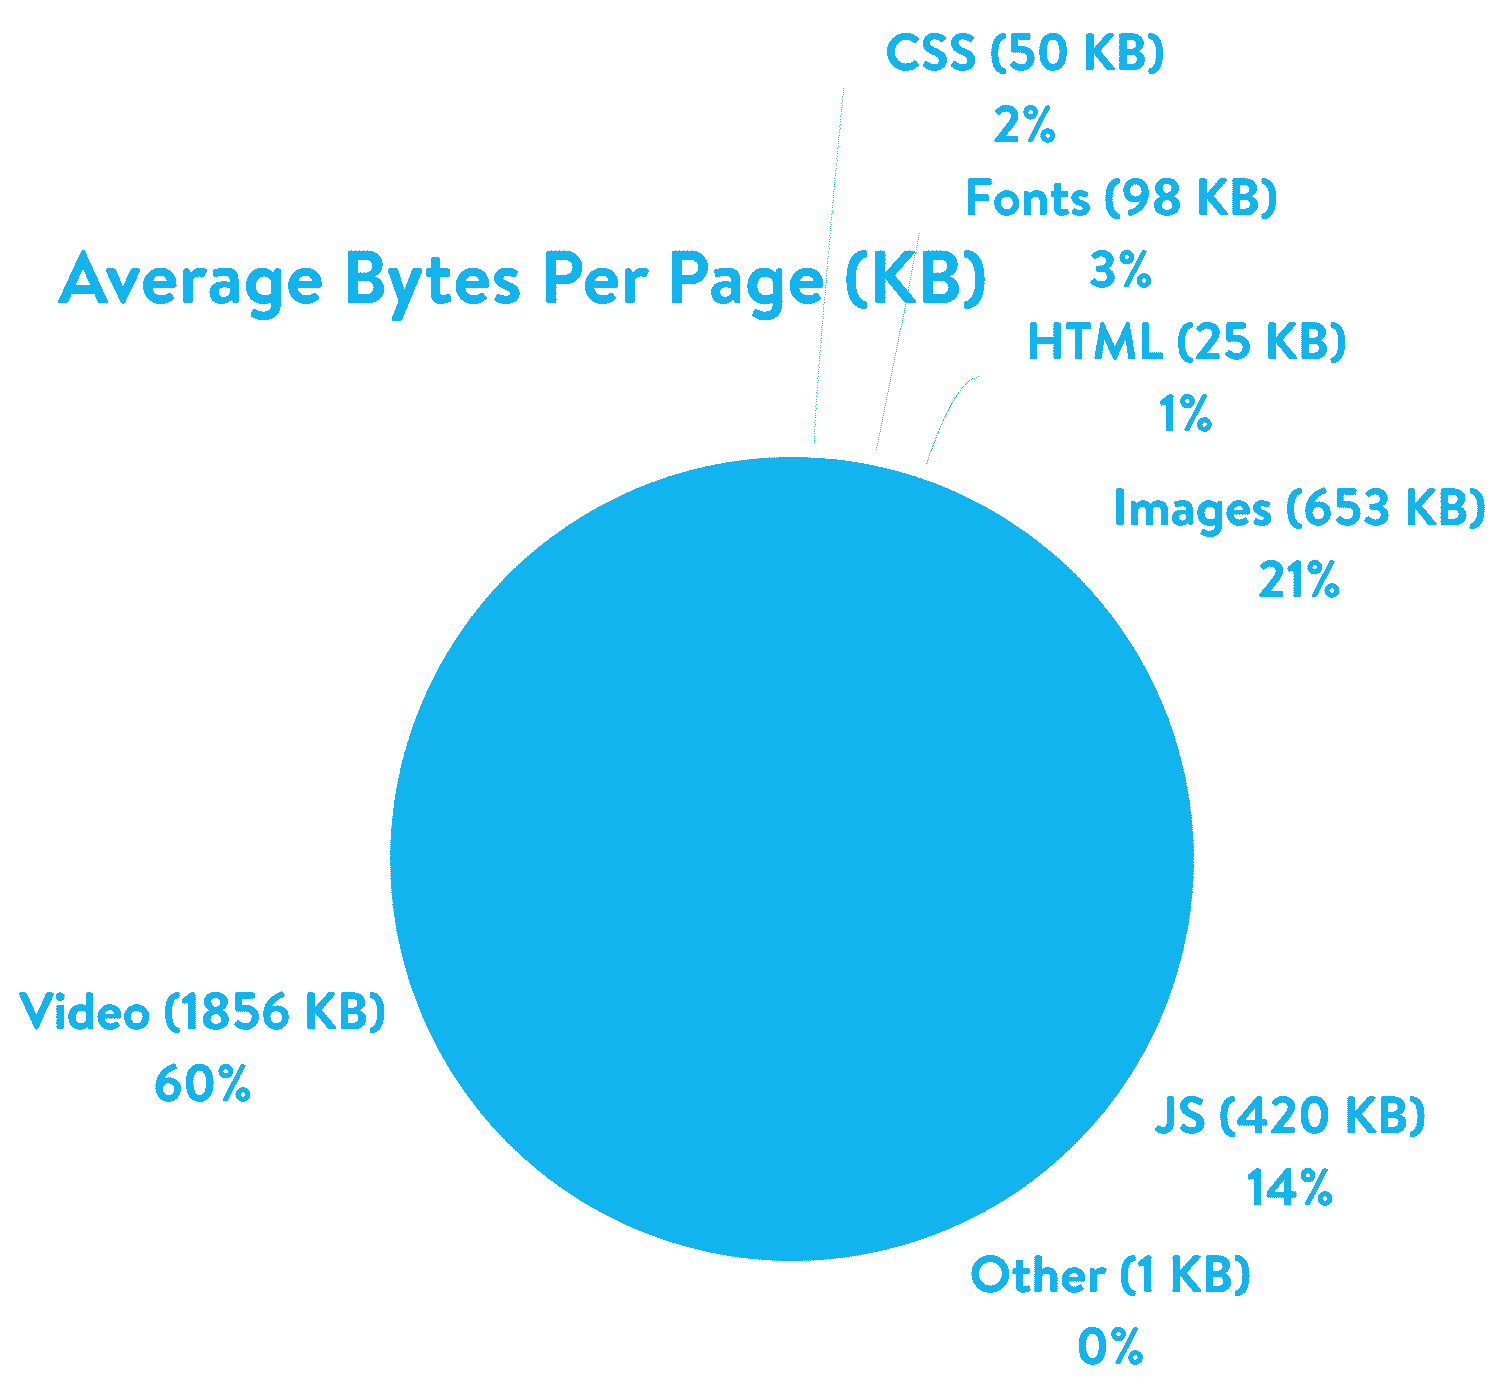 CSS (50 KB)
2%
Fonts (98 KB)
3%
Average Bytes Per Page (KB)
HTML (25 KB)
1%
Images (653 KB)
21%
Video (1856 KB)
60%
JS (420 KB)
14%
Other (1 KB)
0%